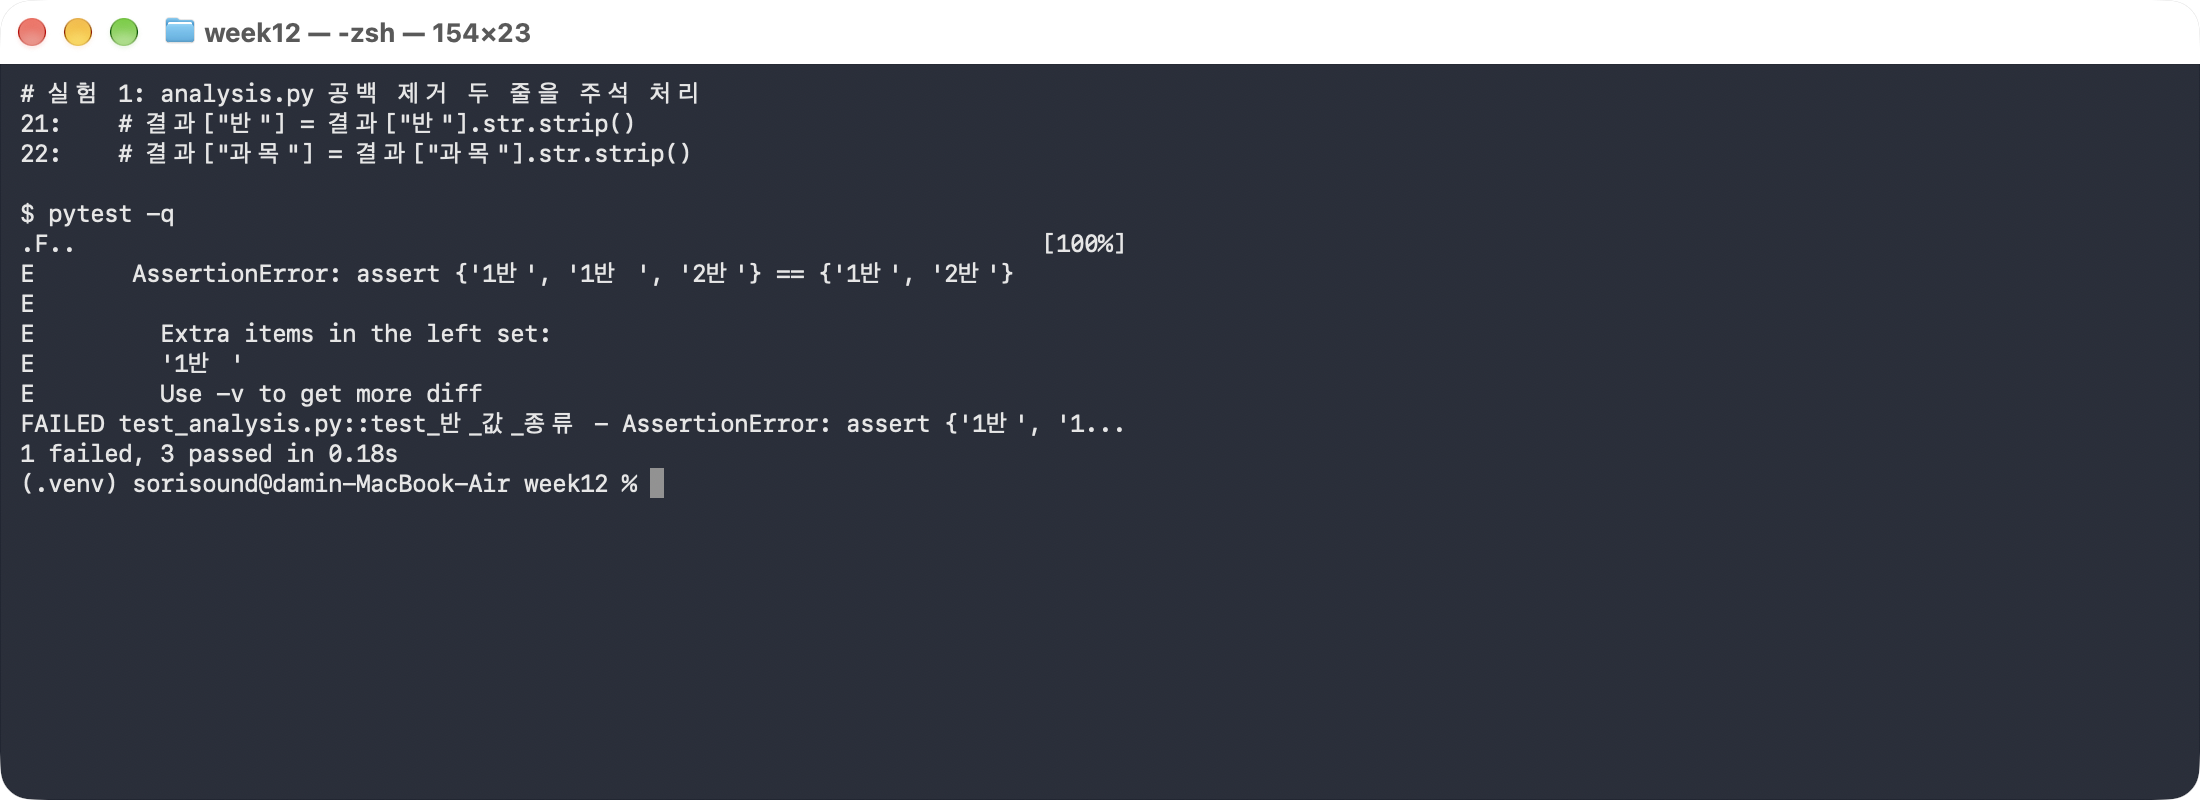 week12 — -zsh — 154×23
# 실험 1: analysis.py 공백 제거 두 줄을 주석 처리
21:    # 결과["반"] = 결과["반"].str.strip()
22:    # 결과["과목"] = 결과["과목"].str.strip()
$ pytest -q
.F.. [100%]
E       AssertionError: assert {'1반', '1반 ', '2반'} == {'1반', '2반'}
E
E         Extra items in the left set:
E         '1반 '
E         Use -v to get more diff
FAILED test_analysis.py::test_반_값_종류 - AssertionError: assert {'1반', '1...
1 failed, 3 passed in 0.18s
(.venv) sorisound@damin-MacBook-Air week12 %